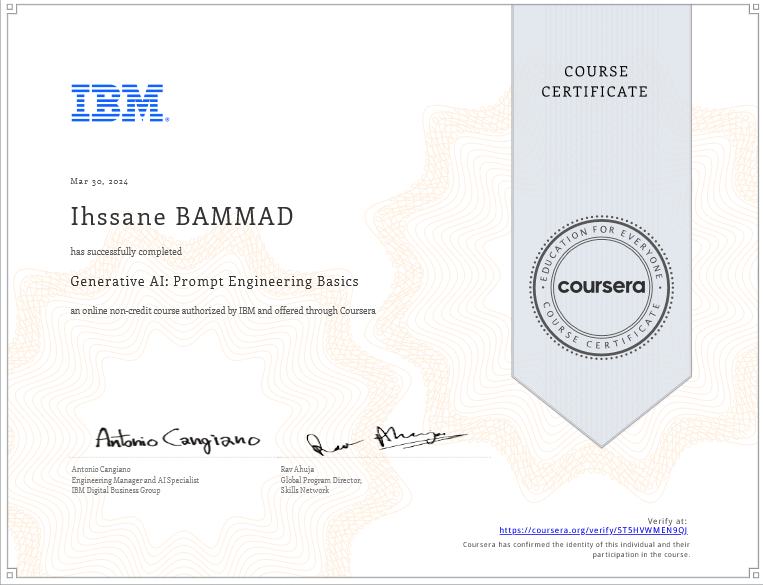 COURSE
CERTIFICATE
IBM®
Mar 30, 2024
Ihssane BAMMAD
has successfully completed
Generative AI: Prompt Engineering Basics
an online non-credit course authorized by IBM and offered through Coursera
EDUCATION FOR EVERYONE
coursera
COURSE CERTIFICATE
Antonio Cangiano
Rav Ahuja
Antonio Cangiano
Engineering Manager and AI Specialist
IBM Digital Business Group
Rav Ahuja
Global Program Director,
Skills Network
Verify at:
https://coursera.org/verify/5T5HVWMEN9QJ
Coursera has confirmed the identity of this individual and their
participation in the course.